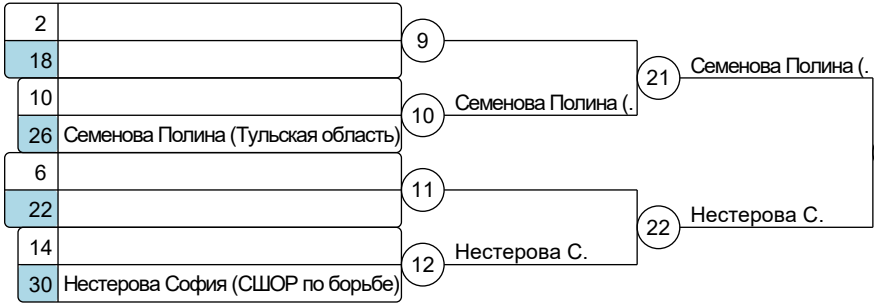 2
18
9
10
26 Семенова Полина (Тульская область)
10
Семенова Полина (.
21
Семенова Полина (.
6
22
11
14
30 Нестерова София (СШОР по борьбе)
12
Нестерова С.
22
Нестерова С.